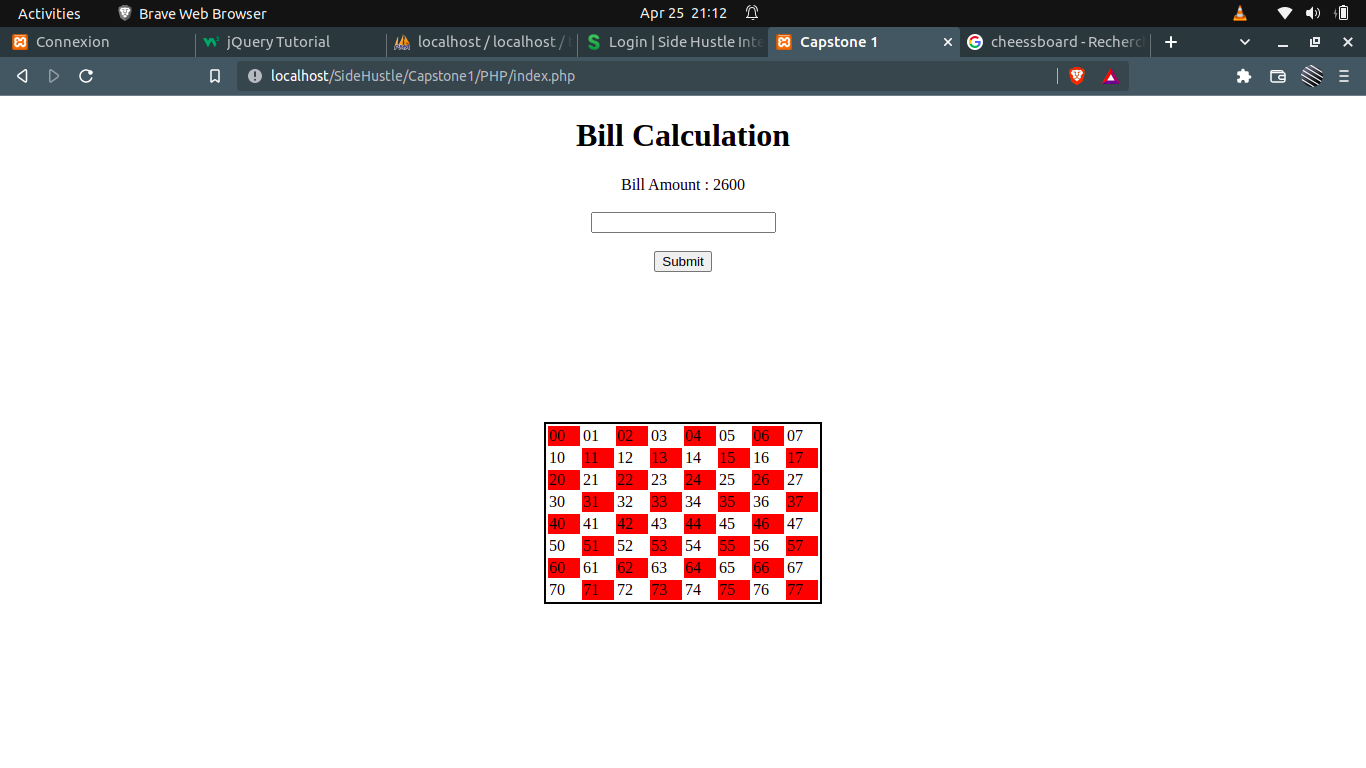 Activities Brave Web Browser Apr 25 21:12
Connexion jQuery Tutorial localhost / localhost / Login | Side Hustle Inte Capstone 1 cheessboard - Recherc
localhost/SideHustle/Capstone1/PHP/index.php
Bill Calculation
Bill Amount : 2600
Submit
00 01 02 03 04 05 06 07
10 11 12 13 14 15 16 17
20 21 22 23 24 25 26 27
30 31 32 33 34 35 36 37
40 41 42 43 44 45 46 47
50 51 52 53 54 55 56 57
60 61 62 63 64 65 66 67
70 71 72 73 74 75 76 77